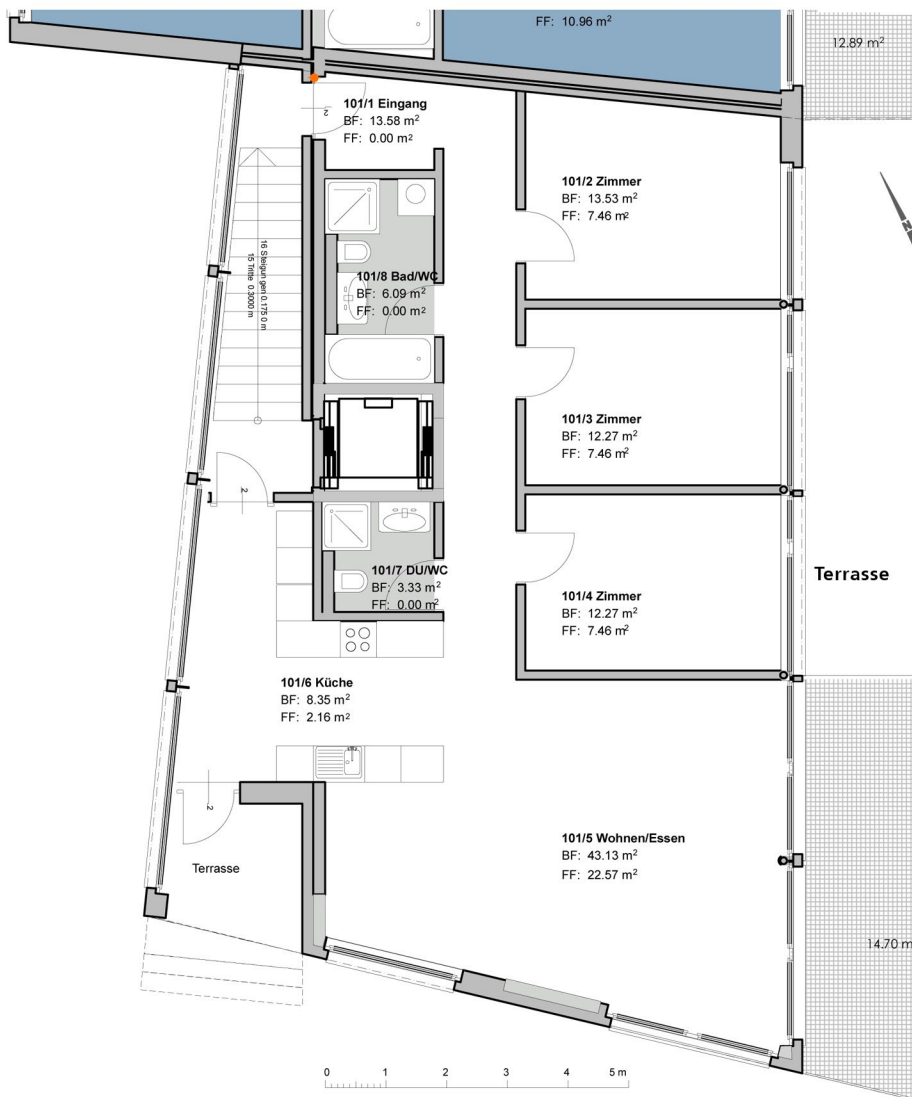 FF: 10.96 m²
12.89 m²
101/1 Eingang
BF: 13.58 m²
FF: 0.00 m²
2
101/2 Zimmer
BF: 13.53 m²
FF: 7.46 m²
N
16 Steigungen 0.1750 m
15 Tritte 0.3000 m
101/8 Bad/WC
BF: 6.09 m²
FF: 0.00 m²
101/3 Zimmer
BF: 12.27 m²
FF: 7.46 m²
2
101/7 DU/WC
BF: 3.33 m²
FF: 0.00 m²
101/4 Zimmer
BF: 12.27 m²
FF: 7.46 m²
Terrasse
101/6 Küche
BF: 8.35 m²
FF: 2.16 m²
2
Terrasse
101/5 Wohnen/Essen
BF: 43.13 m²
FF: 22.57 m²
14.70 m
0 1 2 3 4 5 m